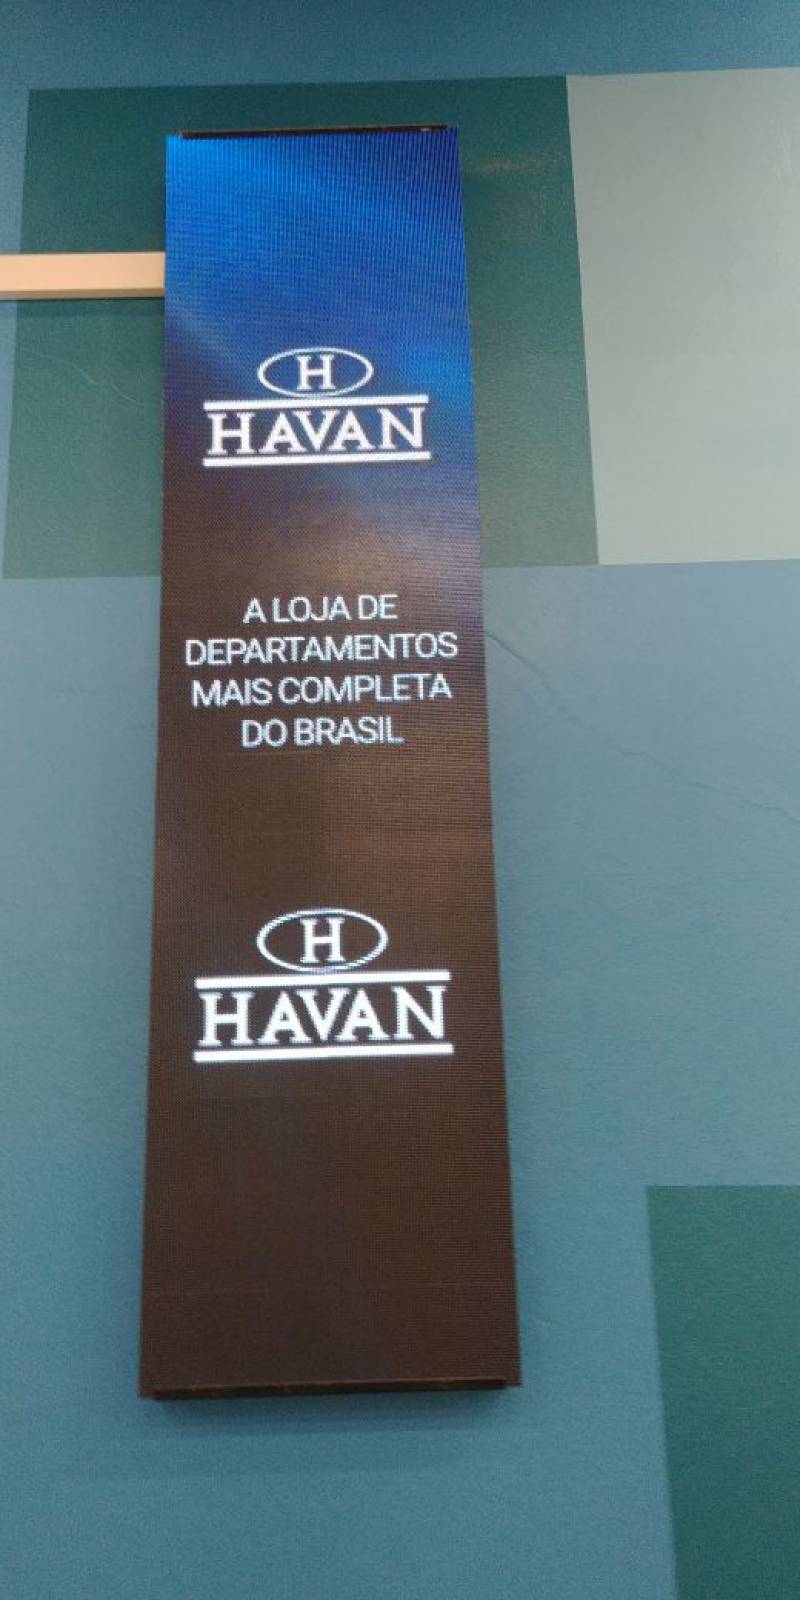 H
HAVAN
A LOJA DE
DEPARTAMENTOS
MAIS COMPLETA
DO BRASIL
H
HAVAN